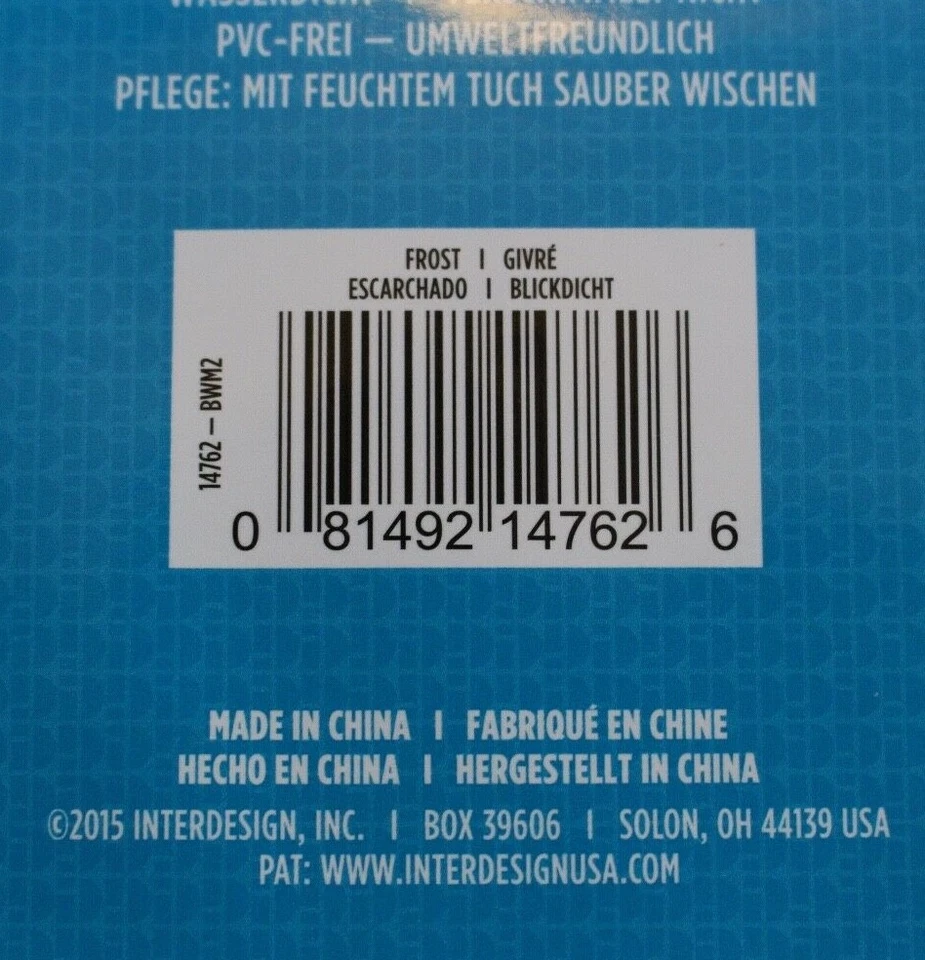 WASSERDICHT
PVC-FREI — UMWELTFREUNDLICH
PFLEGE: MIT FEUCHTEM TUCH SAUBER WISCHEN
FROST | GIVRÉ
ESCARCHADO | BLICKDICHT
14762 – BWM2
0 81492 14762 6
MADE IN CHINA | FABRIQUÉ EN CHINE
HECHO EN CHINA | HERGESTELLT IN CHINA
©2015 INTERDESIGN, INC. | BOX 39606 | SOLON, OH 44139 USA
PAT: WWW.INTERDESIGNUSA.COM